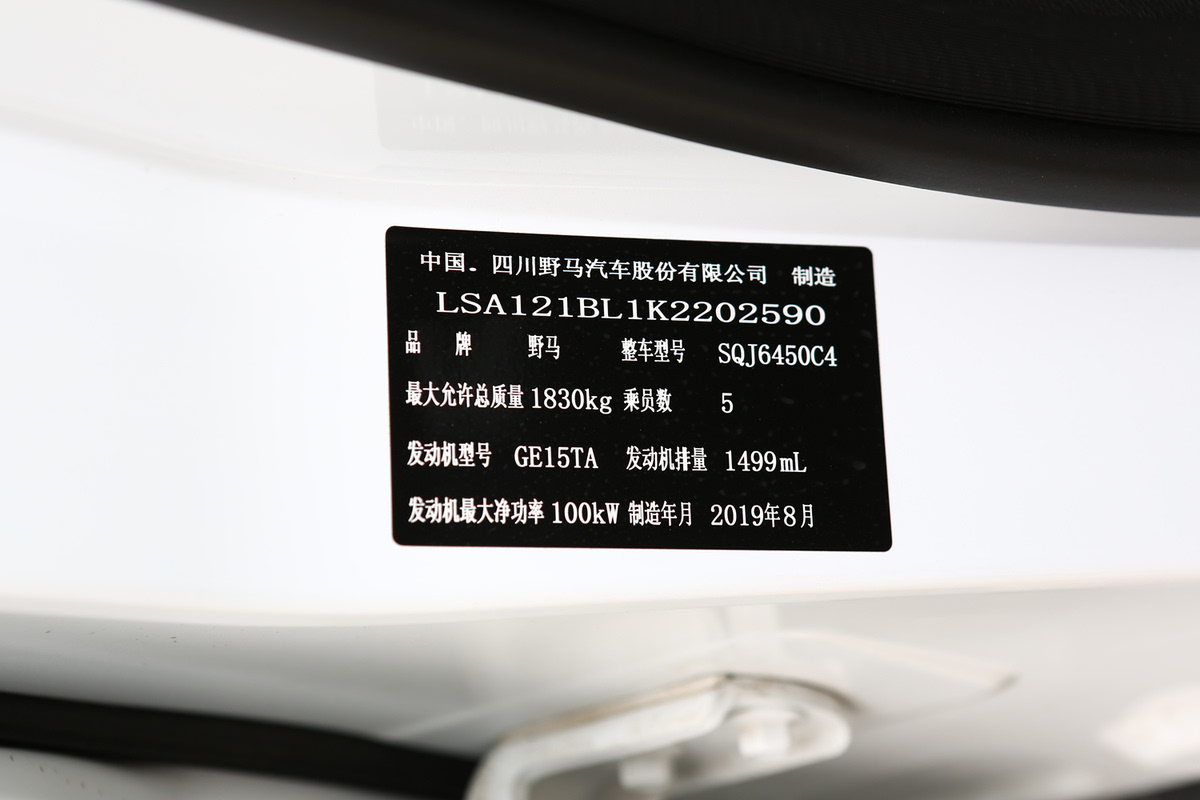 中国.四川野马汽车股份有限公司 制造
LSA121BL1K2202590
品 牌 野马 整车型号 SQJ6450C4
最大允许总质量 1830kg 乘员数 5
发动机型号 GE15TA 发动机排量 1499mL
发动机最大净功率 100kW 制造年月 2019年8月